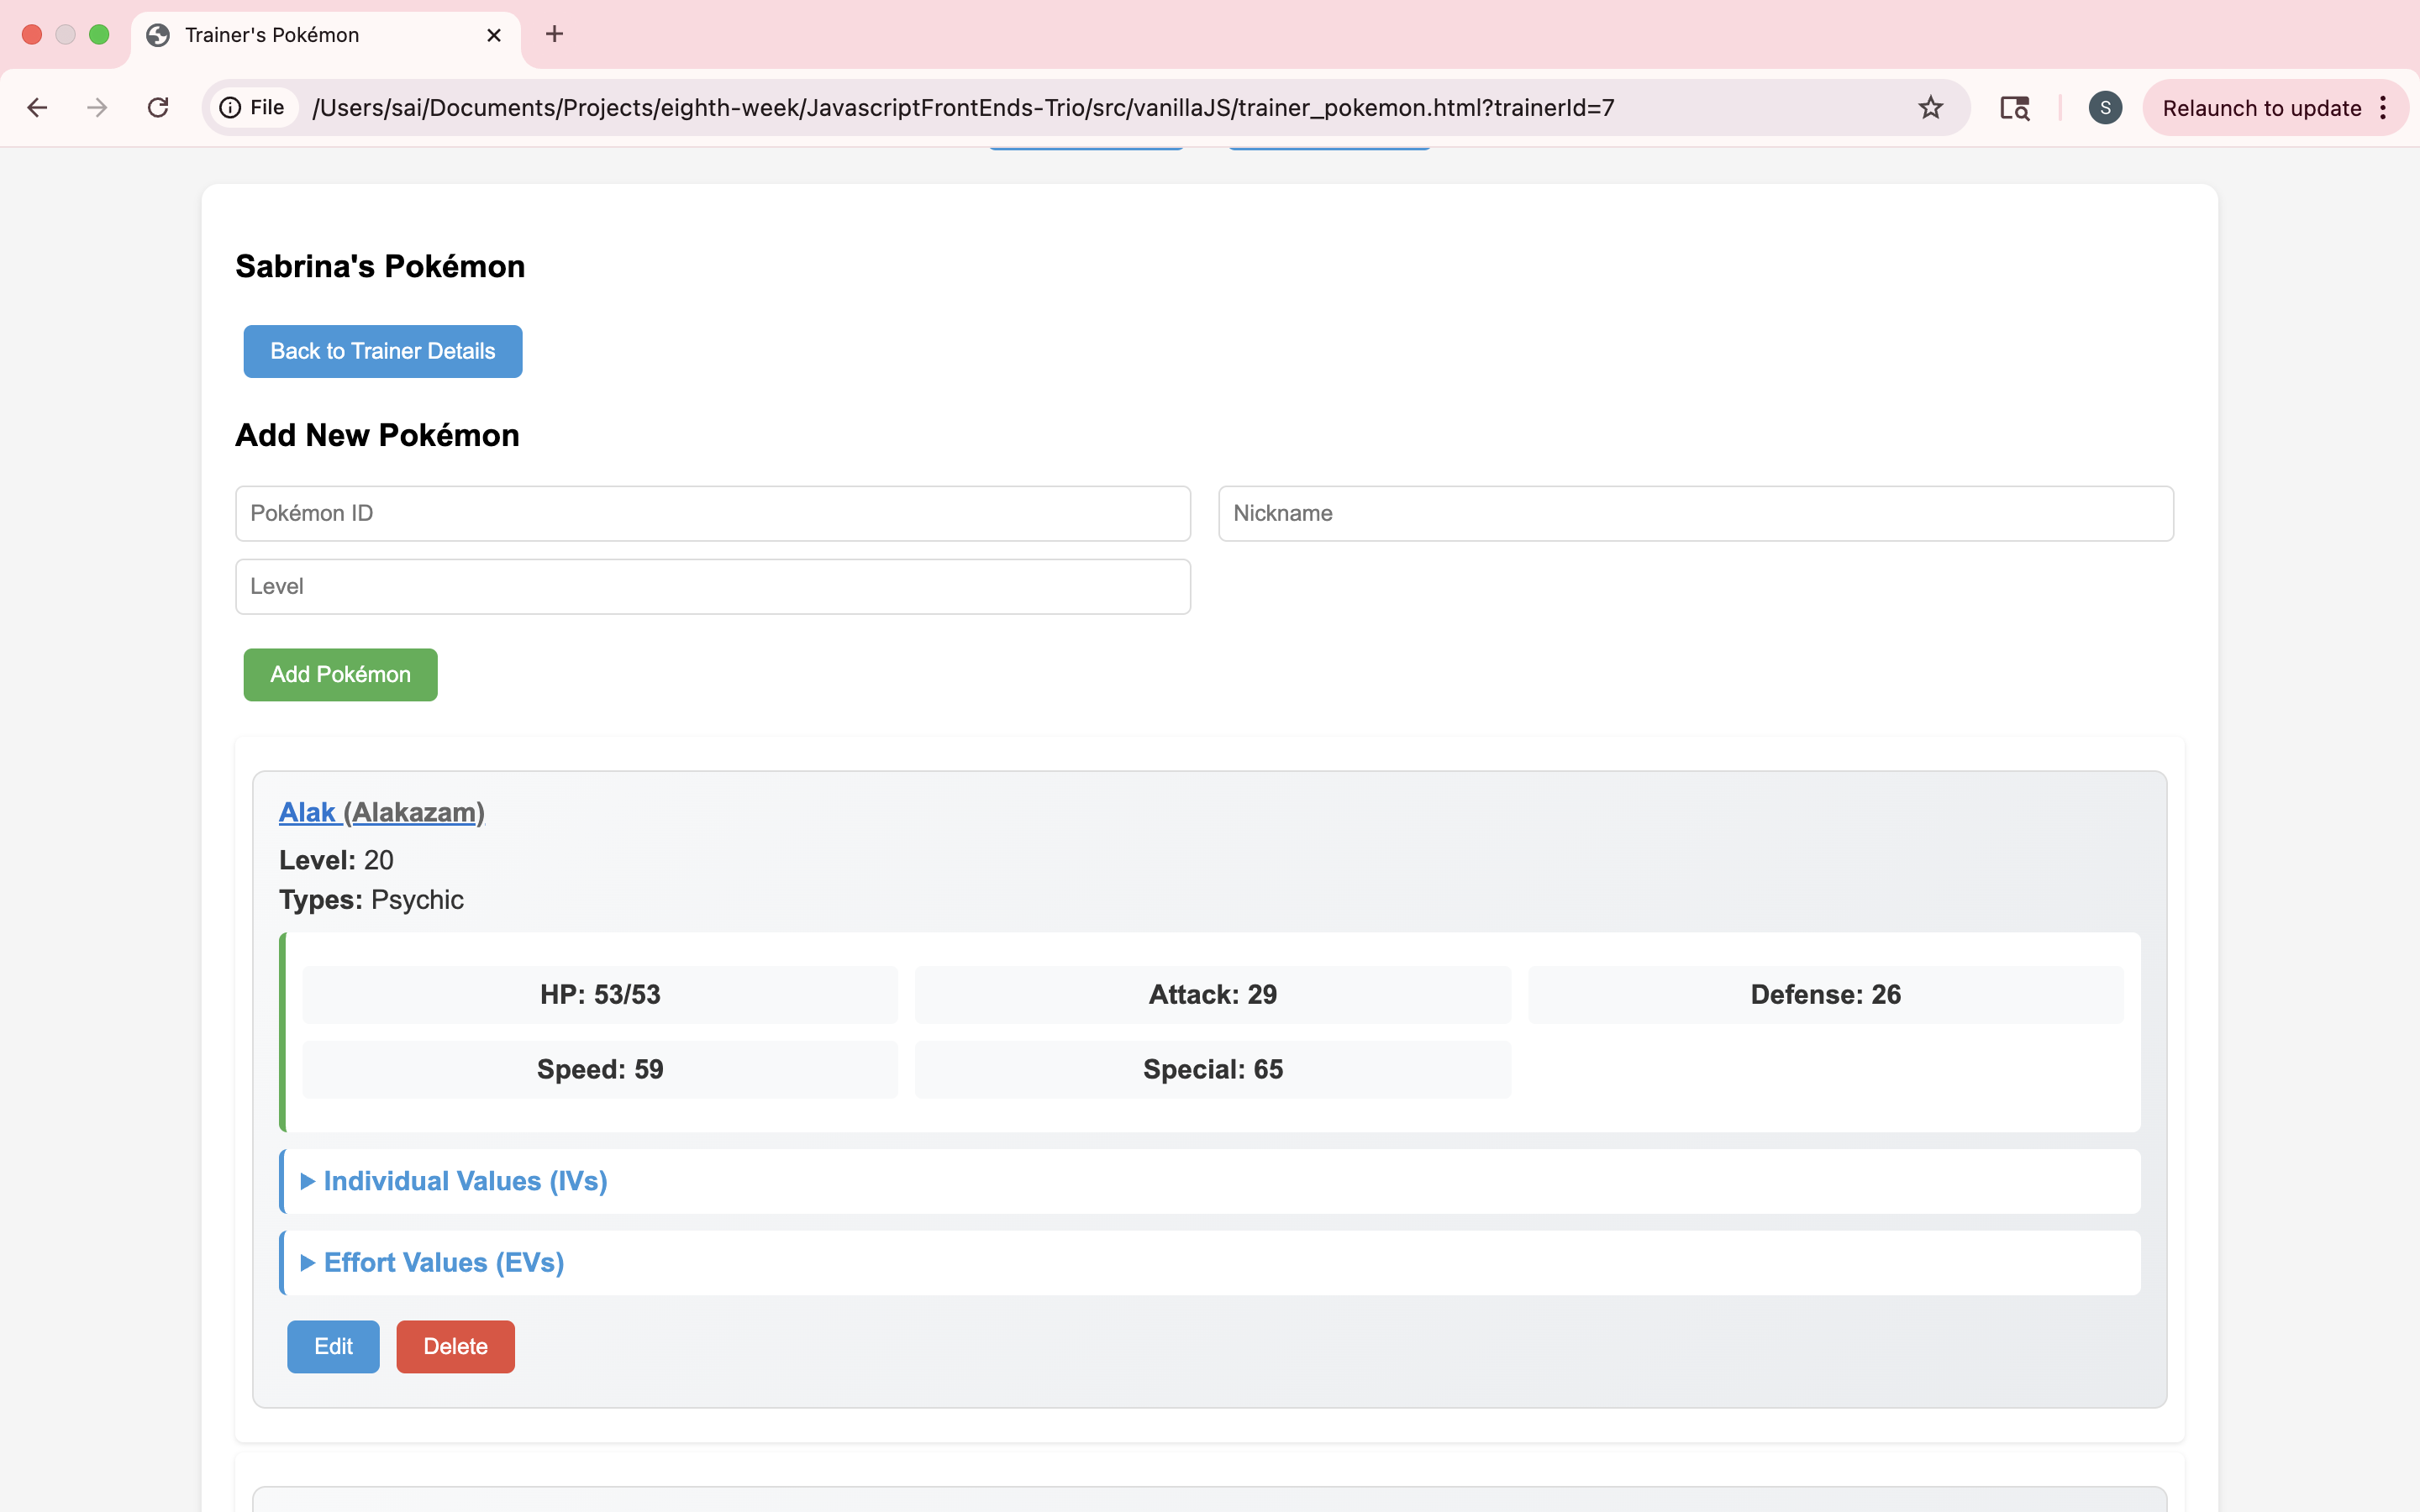 Trainer's Pokémon
File /Users/sai/Documents/Projects/eighth-week/JavascriptFrontEnds-Trio/src/vanillaJS/trainer_pokemon.html?trainerId=7 S Relaunch to update
Sabrina's Pokémon
Back to Trainer Details
Add New Pokémon
Pokémon ID Nickname
Level
Add Pokémon
Alak (Alakazam)
Level: 20
Types: Psychic
HP: 53/53 Attack: 29 Defense: 26
Speed: 59 Special: 65
Individual Values (IVs)
Effort Values (EVs)
Edit Delete